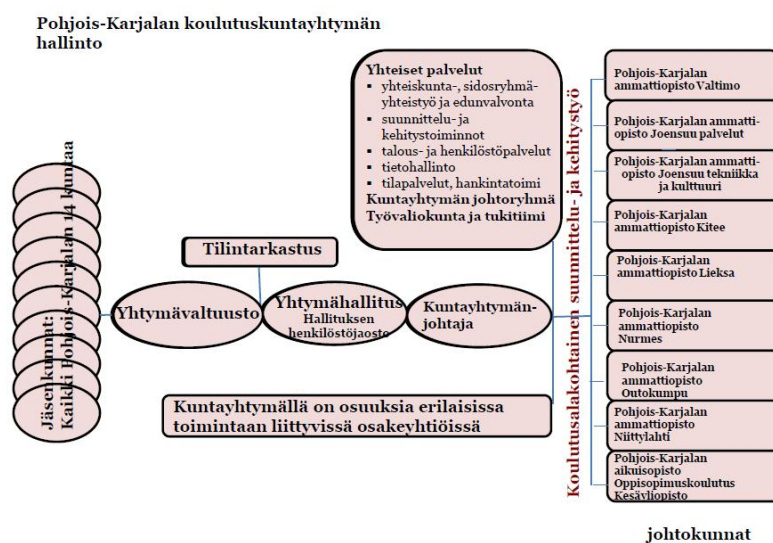 Pohjois-Karjalan koulutuskuntayhtymän
hallinto
Jäsenkunnat:
Kaikki Pohjois-Karjalan 14 kuntaa
Tilintarkastus
Yhtymävaltuusto
Yhtymähallitus
Hallituksen
henkilöstöjaosto
Kuntayhtymän-
johtaja
Yhteiset palvelut
▪ yhteiskunta-, sidosryhmä-
yhteistyö ja edunvalvonta
▪ suunnittelu- ja
kehitystoiminnot
▪ talous- ja henkilöstöpalvelut
▪ tietohallinto
▪ tilapalvelut, hankintatoimi
Kuntayhtymän johtoryhmä
Työvaliokunta ja tukitiimi
Kuntayhtymällä on osuuksia erilaisissa
toimintaan liittyvissä osakeyhtiöissä
Koulutusalakohtainen suunnittelu- ja kehitystyö
Pohjois-Karjalan
ammattiopisto Valtimo
Pohjois-Karjalan ammatti-
opisto Joensuu palvelut
Pohjois-Karjalan ammatti-
opisto Joensuu tekniikka
ja kulttuuri
Pohjois-Karjalan
ammattiopisto Kitee
Pohjois-Karjalan
ammattiopisto Lieksa
Pohjois-Karjalan
ammattiopisto
Nurmes
Pohjois-Karjalan
ammattiopisto
Outokumpu
Pohjois-Karjalan
ammattiopisto
Niittylahti
Pohjois-Karjalan
aikuisopisto
Oppisopimuskoulutus
Kesäyliopisto
johtokunnat